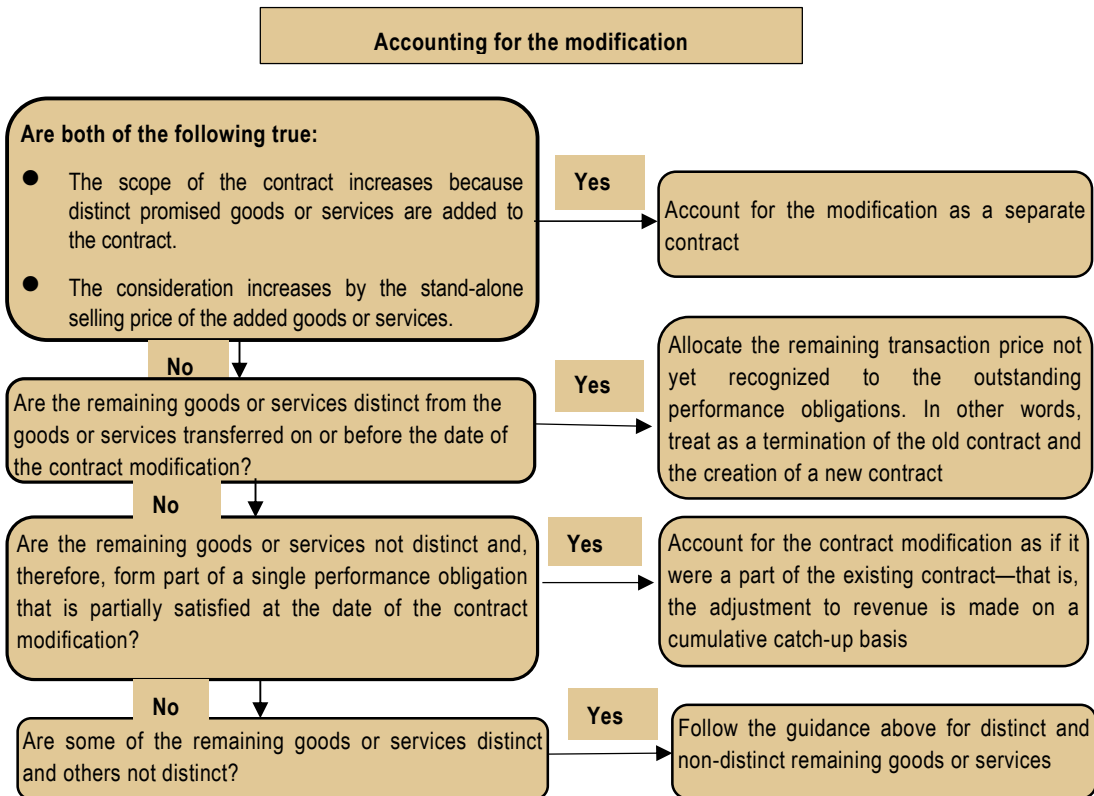 Accounting for the modification
Are both of the following true:
● The scope of the contract increases because
distinct promised goods or services are added to
the contract.
● The consideration increases by the stand-alone
selling price of the added goods or services.
Yes
Account for the modification as a separate
contract
No
Are the remaining goods or services distinct from the
goods or services transferred on or before the date of
the contract modification?
Yes
Allocate the remaining transaction price not
yet recognized to the outstanding
performance obligations. In other words,
treat as a termination of the old contract and
the creation of a new contract
No
Are the remaining goods or services not distinct and,
therefore, form part of a single performance obligation
that is partially satisfied at the date of the contract
modification?
Yes
Account for the contract modification as if it
were a part of the existing contract—that is,
the adjustment to revenue is made on a
cumulative catch-up basis
No
Are some of the remaining goods or services distinct
and others not distinct?
Yes
Follow the guidance above for distinct and
non-distinct remaining goods or services